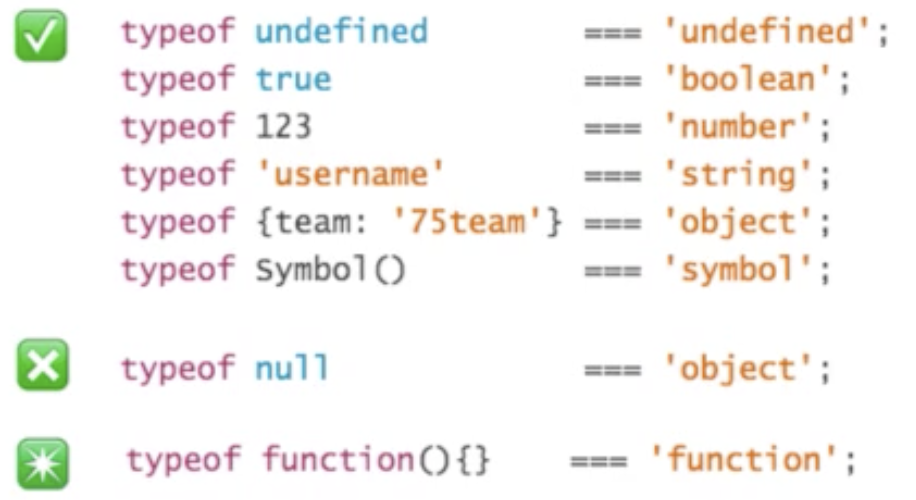 typeof undefined === 'undefined';
typeof true === 'boolean';
typeof 123 === 'number';
typeof 'username' === 'string';
typeof {team: '75team'} === 'object';
typeof Symbol() === 'symbol';
typeof null === 'object';
typeof function(){} === 'function';